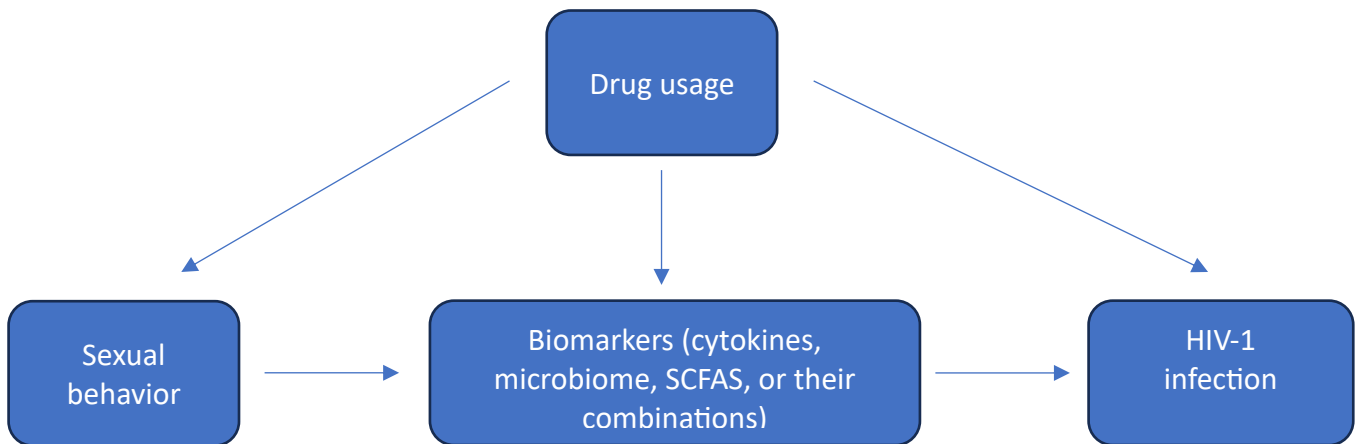 Drug usage
Sexual
behavior
Biomarkers (cytokines,
microbiome, SCFAS, or their
combinations)
HIV-1
infection